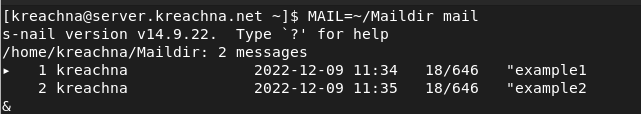 [kreachna@server.kreachna.net ~]$ MAIL=~/Maildir mail
s-nail version v14.9.22.  Type `?' for help
/home/kreachna/Maildir: 2 messages
▸   1 kreachna              2022-12-09 11:34   18/646   "example1
    2 kreachna              2022-12-09 11:35   18/646   "example2
&